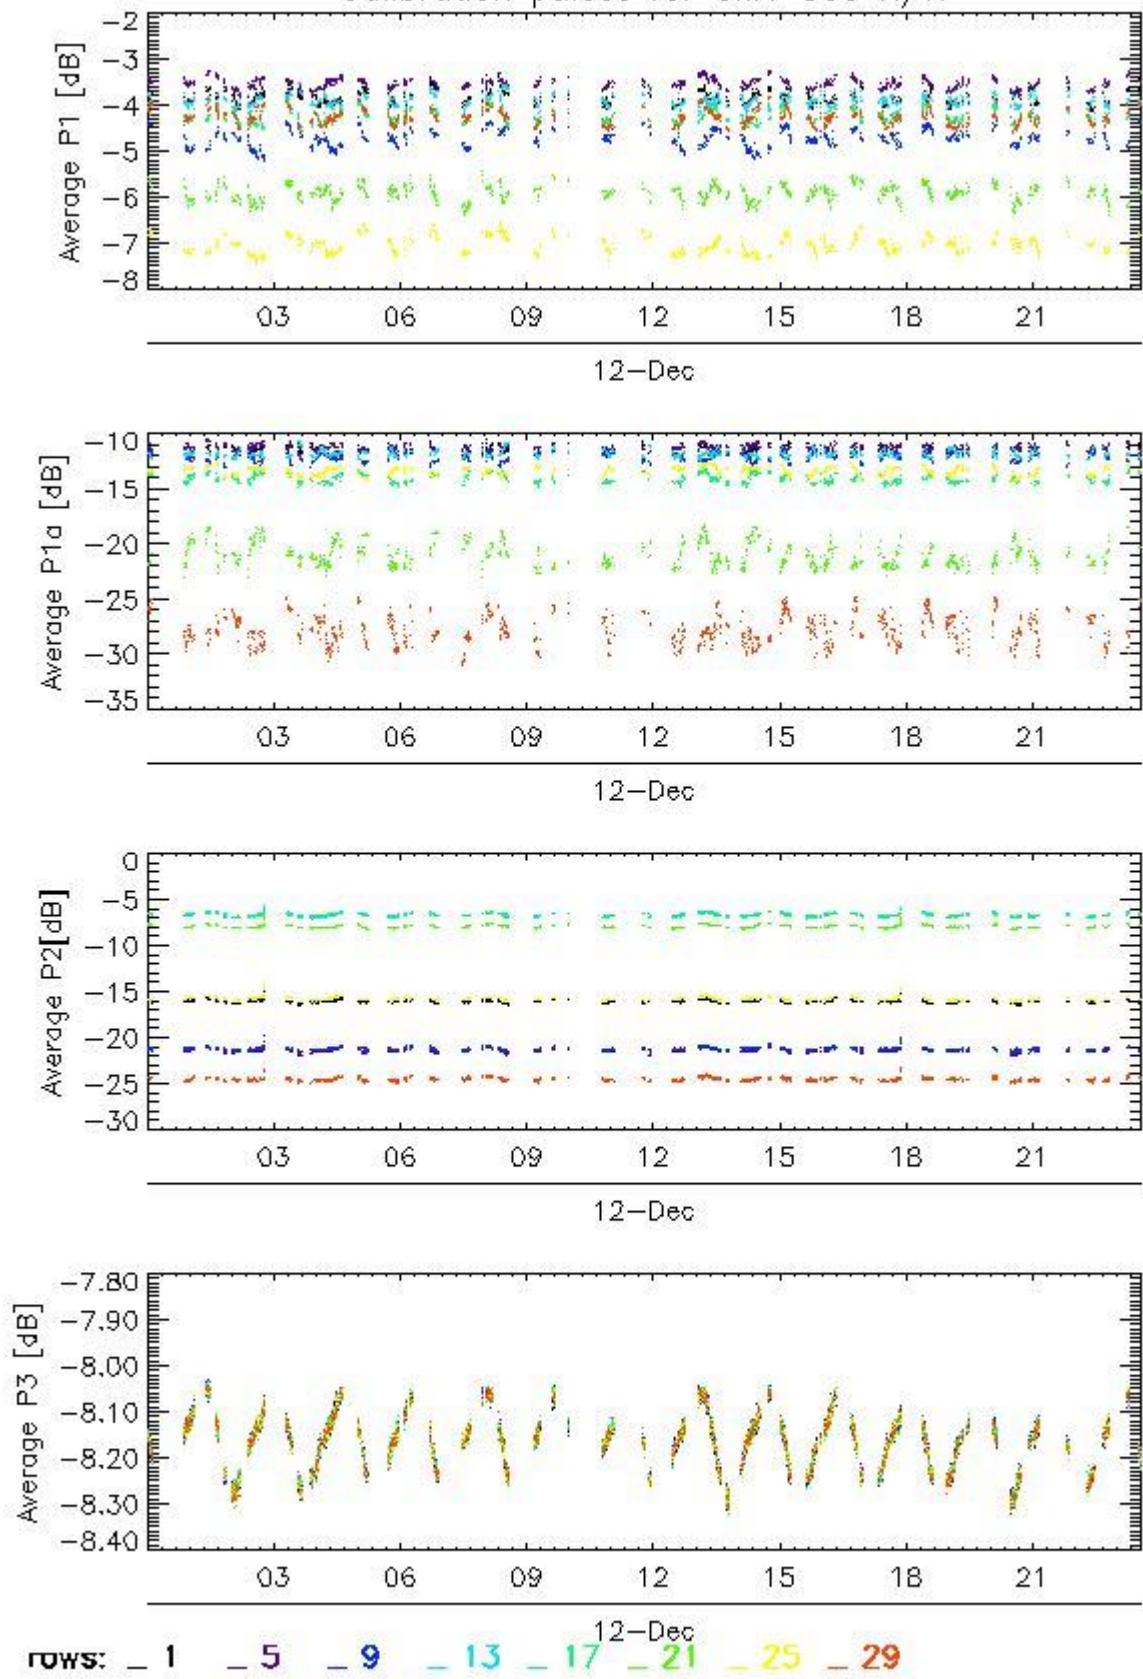 −2
−3
−4
−5
−6
−7
−8
Average P1 [dB]
03 06 09 12 15 18 21
12−Dec
−10
−15
−20
−25
−30
−35
Average P1a [dB]
03 06 09 12 15 18 21
12−Dec
0
−5
−10
−15
−20
−25
−30
Average P2[dB]
03 06 09 12 15 18 21
12−Dec
−7.80
−7.90
−8.00
−8.10
−8.20
−8.30
−8.40
Average P3 [dB]
03 06 09 12 15 18 21
12−Dec
rows: _ 1 _ 5 _ 9 _ 13 _ 17 _ 21 _ 25 _ 29